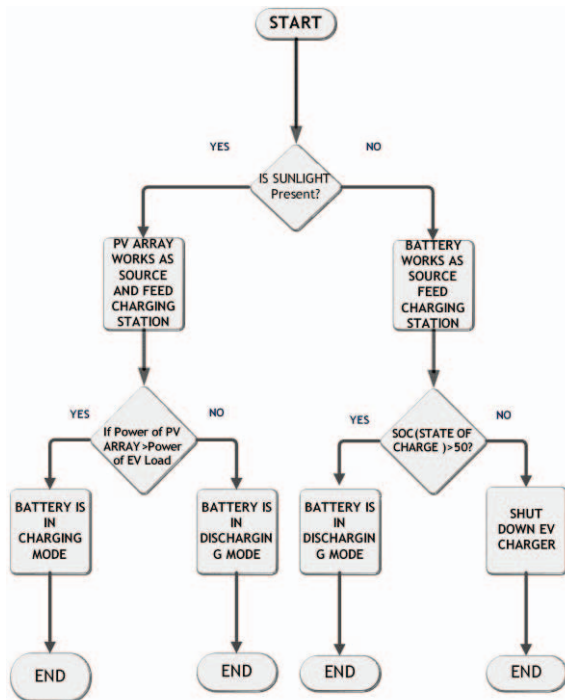 START
YES
NO
IS SUNLIGHT
Present?
PV ARRAY
WORKS AS
SOURCE
AND FEED
CHARGING
STATION
BATTERY
WORKS AS
SOURCE
FEED
CHARGING
STATION
YES
NO
If Power of PV
ARRAY>Power
of EV Load
YES
NO
SOC(STATE OF
CHARGE )>50?
BATTERY IS
IN
CHARGING
MODE
BATTERY IS
IN
DISCHARGIN
G MODE
BATTERY IS
IN
DISCHARGIN
G MODE
SHUT
DOWN EV
CHARGER
END
END
END
END